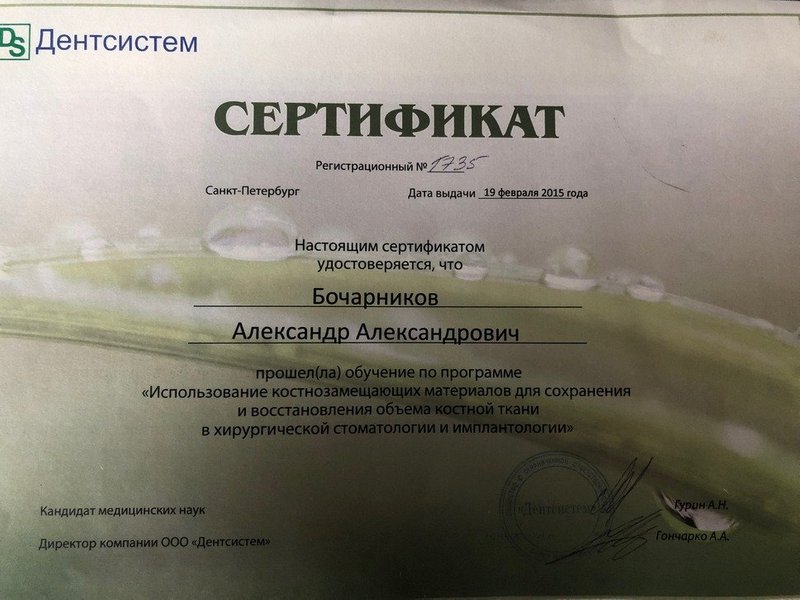 DS Дентсистем
СЕРТИФИКАТ
Регистрационный № 1735
Санкт-Петербург Дата выдачи 19 февраля 2015 года
Настоящим сертификатом
удостоверяется, что
Бочарников
Александр Александрович
прошел(ла) обучение по программе
«Использование костнозамещающих материалов для сохранения
и восстановления объема костной ткани
в хирургической стоматологии и имплантологии»
«Дентсистем»
Кандидат медицинских наук Гурин А.Н.
Директор компании ООО «Дентсистем» Гончарко А.А.